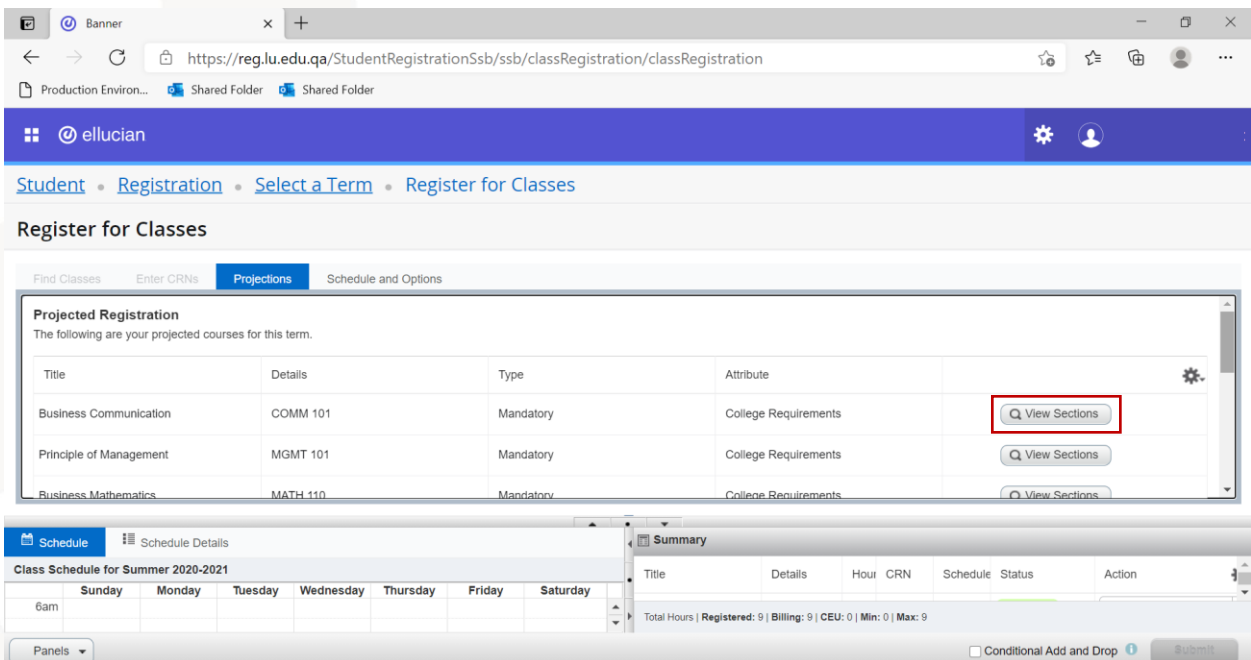 Banner
https://reg.lu.edu.qa/StudentRegistrationSsb/ssb/classRegistration/classRegistration
Production Environ... Shared Folder Shared Folder
ellucian
Student • Registration • Select a Term • Register for Classes
Register for Classes
Find Classes Enter CRNs Projections Schedule and Options
Projected Registration
The following are your projected courses for this term.
Title Details Type Attribute
Business Communication COMM 101 Mandatory College Requirements View Sections
Principle of Management MGMT 101 Mandatory College Requirements View Sections
Business Mathematics MATH 110 Mandatory College Requirements View Sections
Schedule Schedule Details
Class Schedule for Summer 2020-2021
Sunday Monday Tuesday Wednesday Thursday Friday Saturday
6am
Summary
Title Details Hour CRN Schedule Status Action
Total Hours | Registered: 9 | Billing: 9 | CEU: 0 | Min: 0 | Max: 9
Panels Conditional Add and Drop Submit